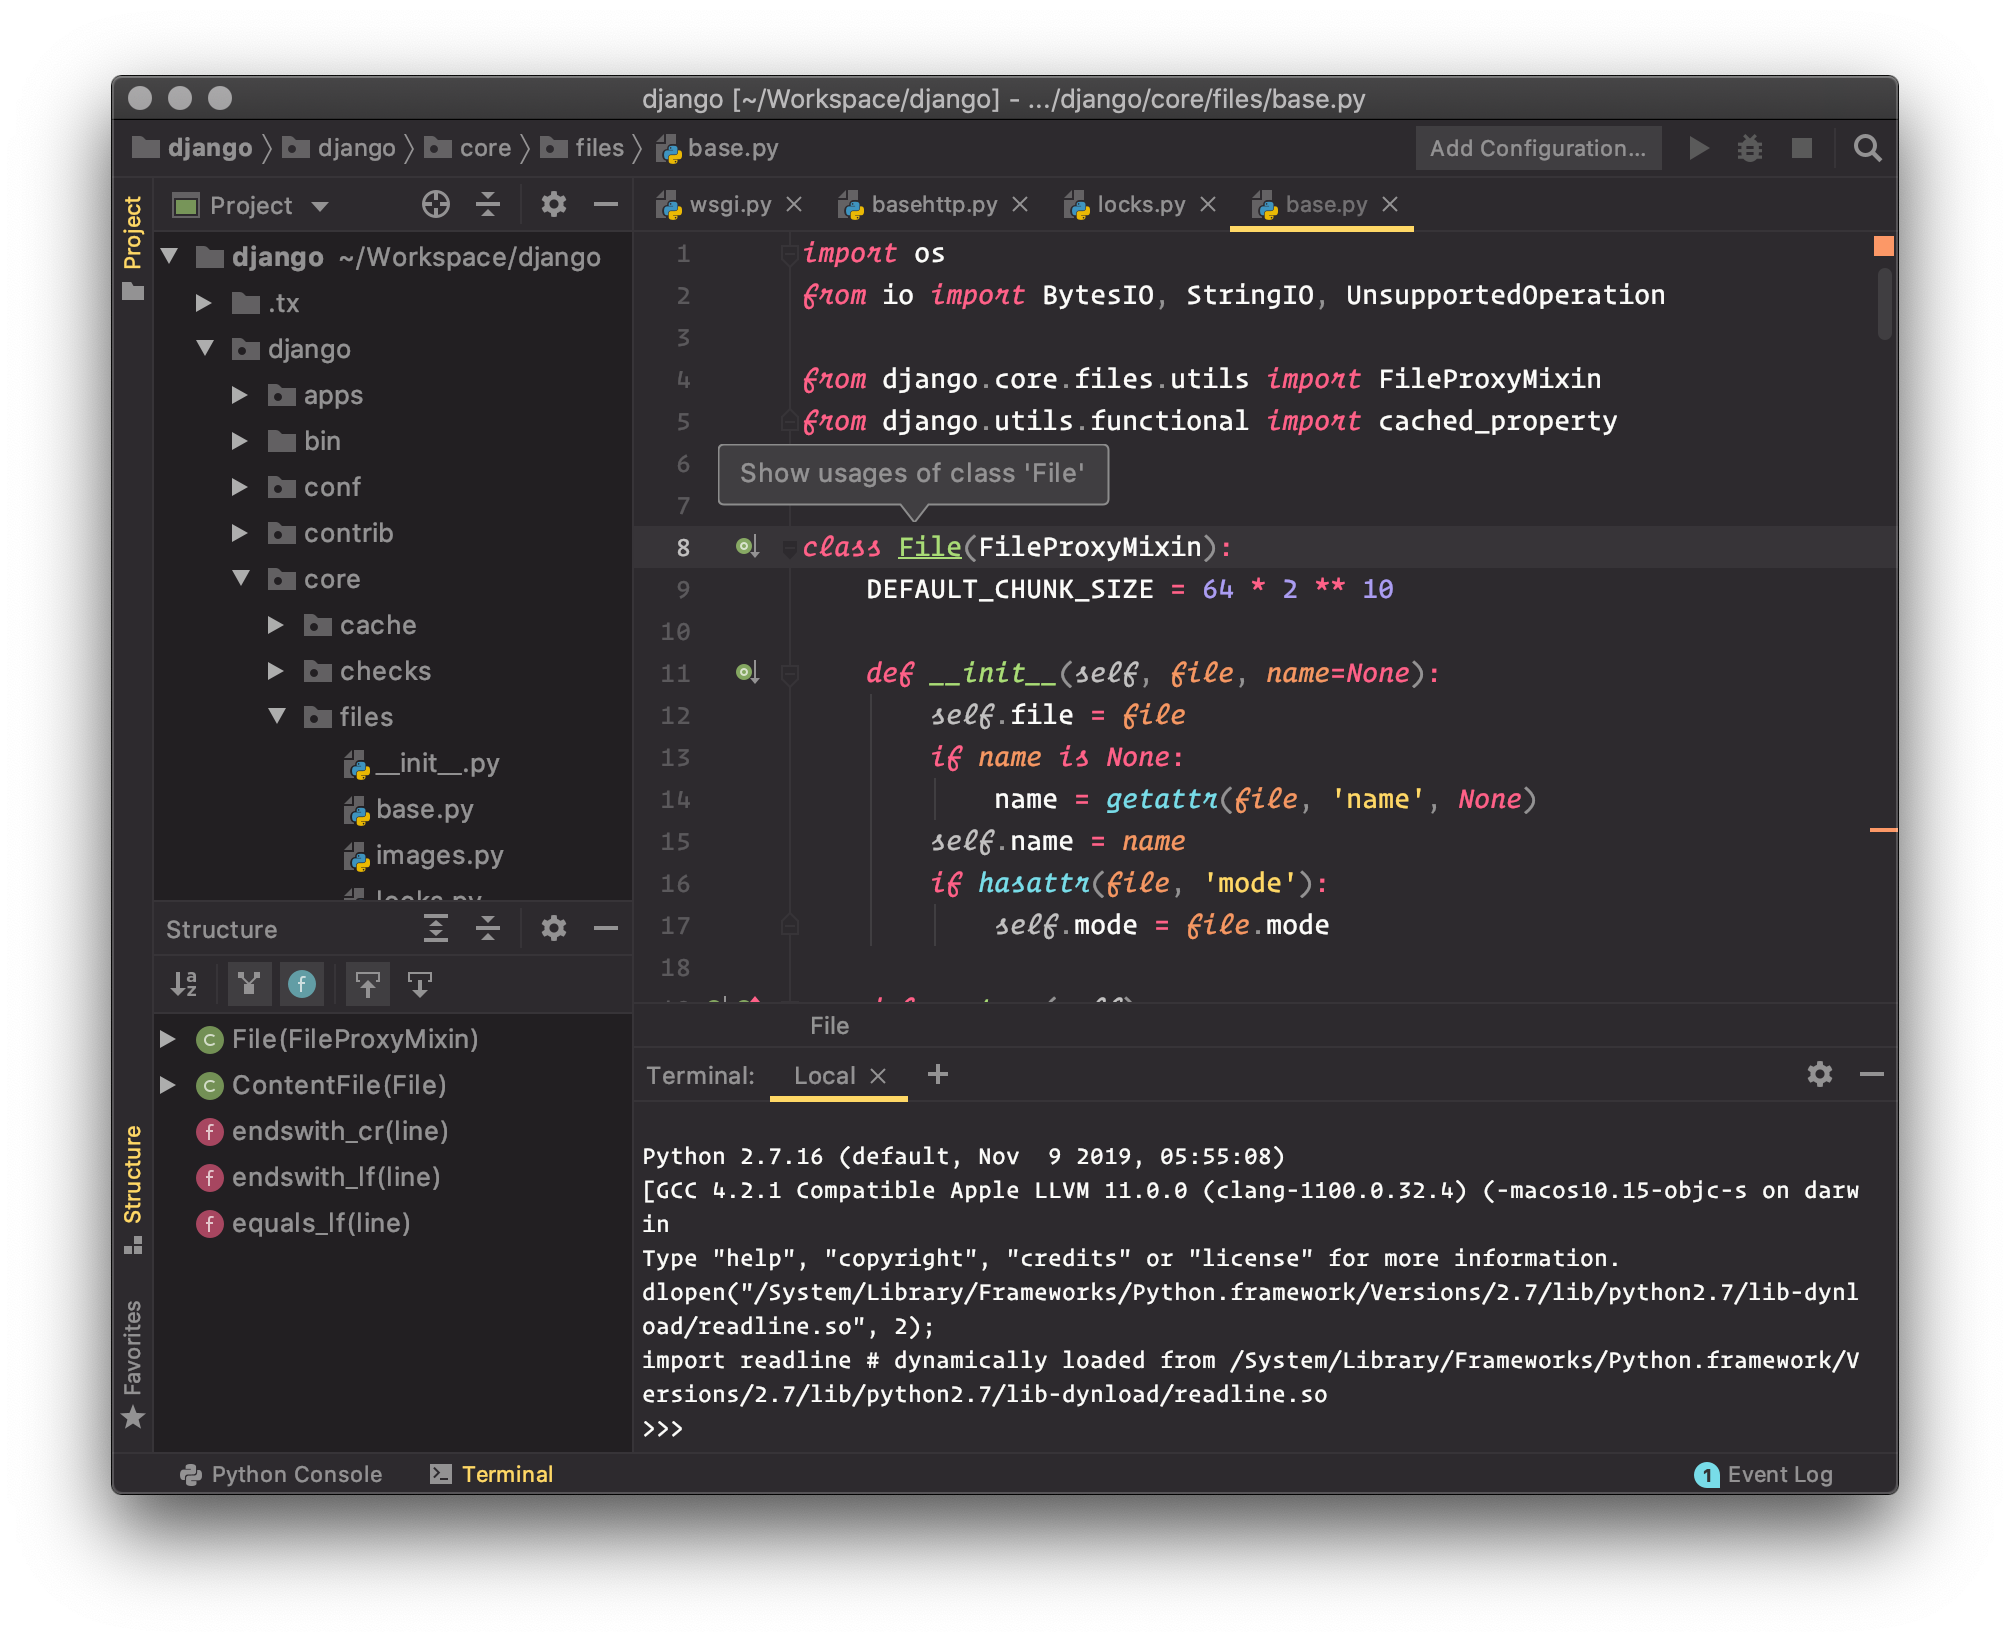 django [~/Workspace/django] - .../django/core/files/base.py
django django core files base.py
Add Configuration...
Project
Project
django ~/Workspace/django
.tx
django
apps
bin
conf
contrib
core
cache
checks
files
__init__.py
base.py
images.py
locks.py
Structure
File(FileProxyMixin)
ContentFile(File)
endswith_cr(line)
endswith_lf(line)
equals_lf(line)
Structure
Favorites
wsgi.py basehttp.py locks.py base.py
1 import os
2 from io import BytesIO, StringIO, UnsupportedOperation
3
4 from django.core.files.utils import FileProxyMixin
5 from django.utils.functional import cached_property
6
Show usages of class 'File'
7
8 class File(FileProxyMixin):
9 DEFAULT_CHUNK_SIZE = 64 * 2 ** 10
10
11 def __init__(self, file, name=None):
12 self.file = file
13 if name is None:
14 name = getattr(file, 'name', None)
15 self.name = name
16 if hasattr(file, 'mode'):
17 self.mode = file.mode
18
File
Terminal: Local
Python 2.7.16 (default, Nov  9 2019, 05:55:08)
[GCC 4.2.1 Compatible Apple LLVM 11.0.0 (clang-1100.0.32.4) (-macos10.15-objc-s on darw
in
Type "help", "copyright", "credits" or "license" for more information.
dlopen("/System/Library/Frameworks/Python.framework/Versions/2.7/lib/python2.7/lib-dynl
oad/readline.so", 2);
import readline # dynamically loaded from /System/Library/Frameworks/Python.framework/V
ersions/2.7/lib/python2.7/lib-dynload/readline.so
>>>
Python Console Terminal
1 Event Log